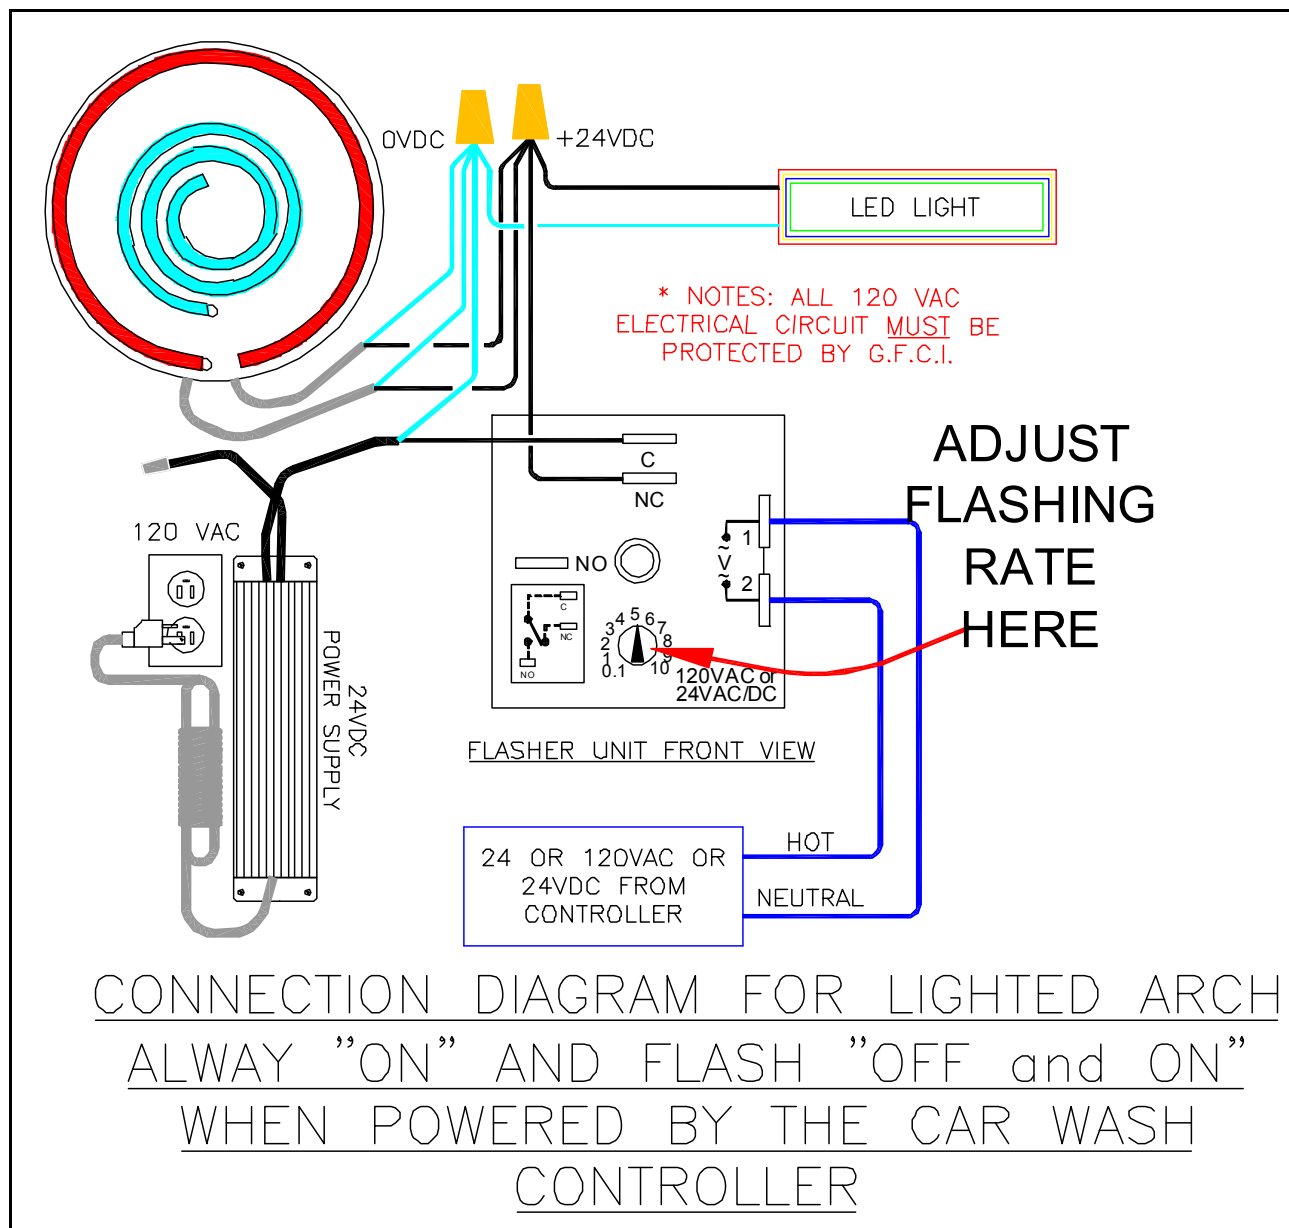 0VDC
+24VDC
LED LIGHT
* NOTES: ALL 120 VAC
ELECTRICAL CIRCUIT MUST BE
PROTECTED BY G.F.C.I.
C
NC
ADJUST
FLASHING
RATE
HERE
120 VAC
1
~
V
~
2
NO
C
NC
NO
0.1
1
2
3
4
5
6
7
8
9
10
120VAC or
24VAC/DC
24VDC
POWER SUPPLY
FLASHER UNIT FRONT VIEW
24 OR 120VAC OR
24VDC FROM
CONTROLLER
HOT
NEUTRAL
CONNECTION DIAGRAM FOR LIGHTED ARCH
ALWAY "ON" AND FLASH "OFF and ON"
WHEN POWERED BY THE CAR WASH
CONTROLLER